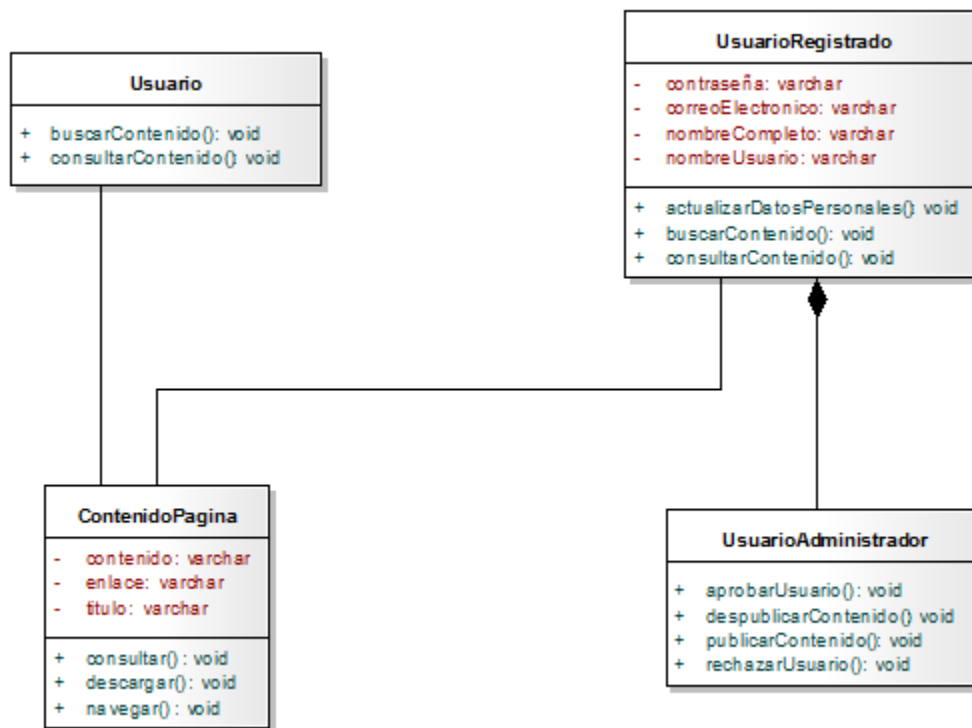 Usuario
+ buscarContenido(): void
+ consultarContenido() void
UsuarioRegistrado
- contraseña: varchar
- correoElectronico: varchar
- nombreCompleto: varchar
- nombreUsuario: varchar
+ actualizarDatosPersonales() void
+ buscarContenido(): void
+ consultarContenido(): void
ContenidoPagina
- contenido: varchar
- enlace: varchar
- titulo: varchar
+ consultar() : void
+ descargar(): void
+ navegar() : void
UsuarioAdministrador
+ aprobarUsuario(): void
+ despublicarContenido() void
+ publicarContenido(): void
+ rechazarUsuario(): void